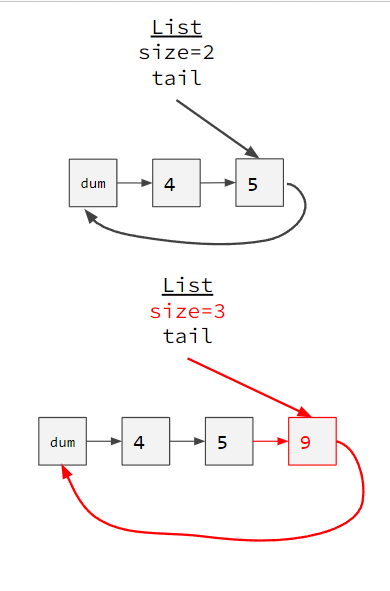 List
size=2
tail
dum 4 5
List
size=3
tail
dum 4 5 9